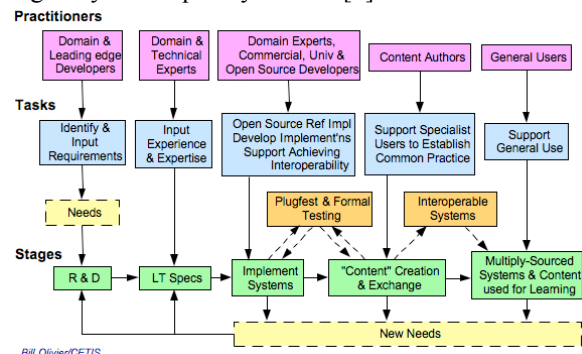 Practitioners
Domain &
Leading edge
Developers
Domain &
Technical
Experts
Domain Experts,
Commercial, Univ &
Open Source Developers
Content Authors
General Users
Tasks
Identify &
Input
Requirements
Input
Experience
& Expertise
Open Source Ref Impl
Develop Implement'ns
Support Achieving
Interoperability
Support Specialist
Users to Establish
Common Practice
Support
General Use
Needs
Plugfest & Formal
Testing
Interoperable
Systems
Stages
R & D
LT Specs
Implement
Systems
"Content" Creation
& Exchange
Multiply-Sourced
Systems & Content
used for Learning
New Needs
Bill Olivier/CETIS